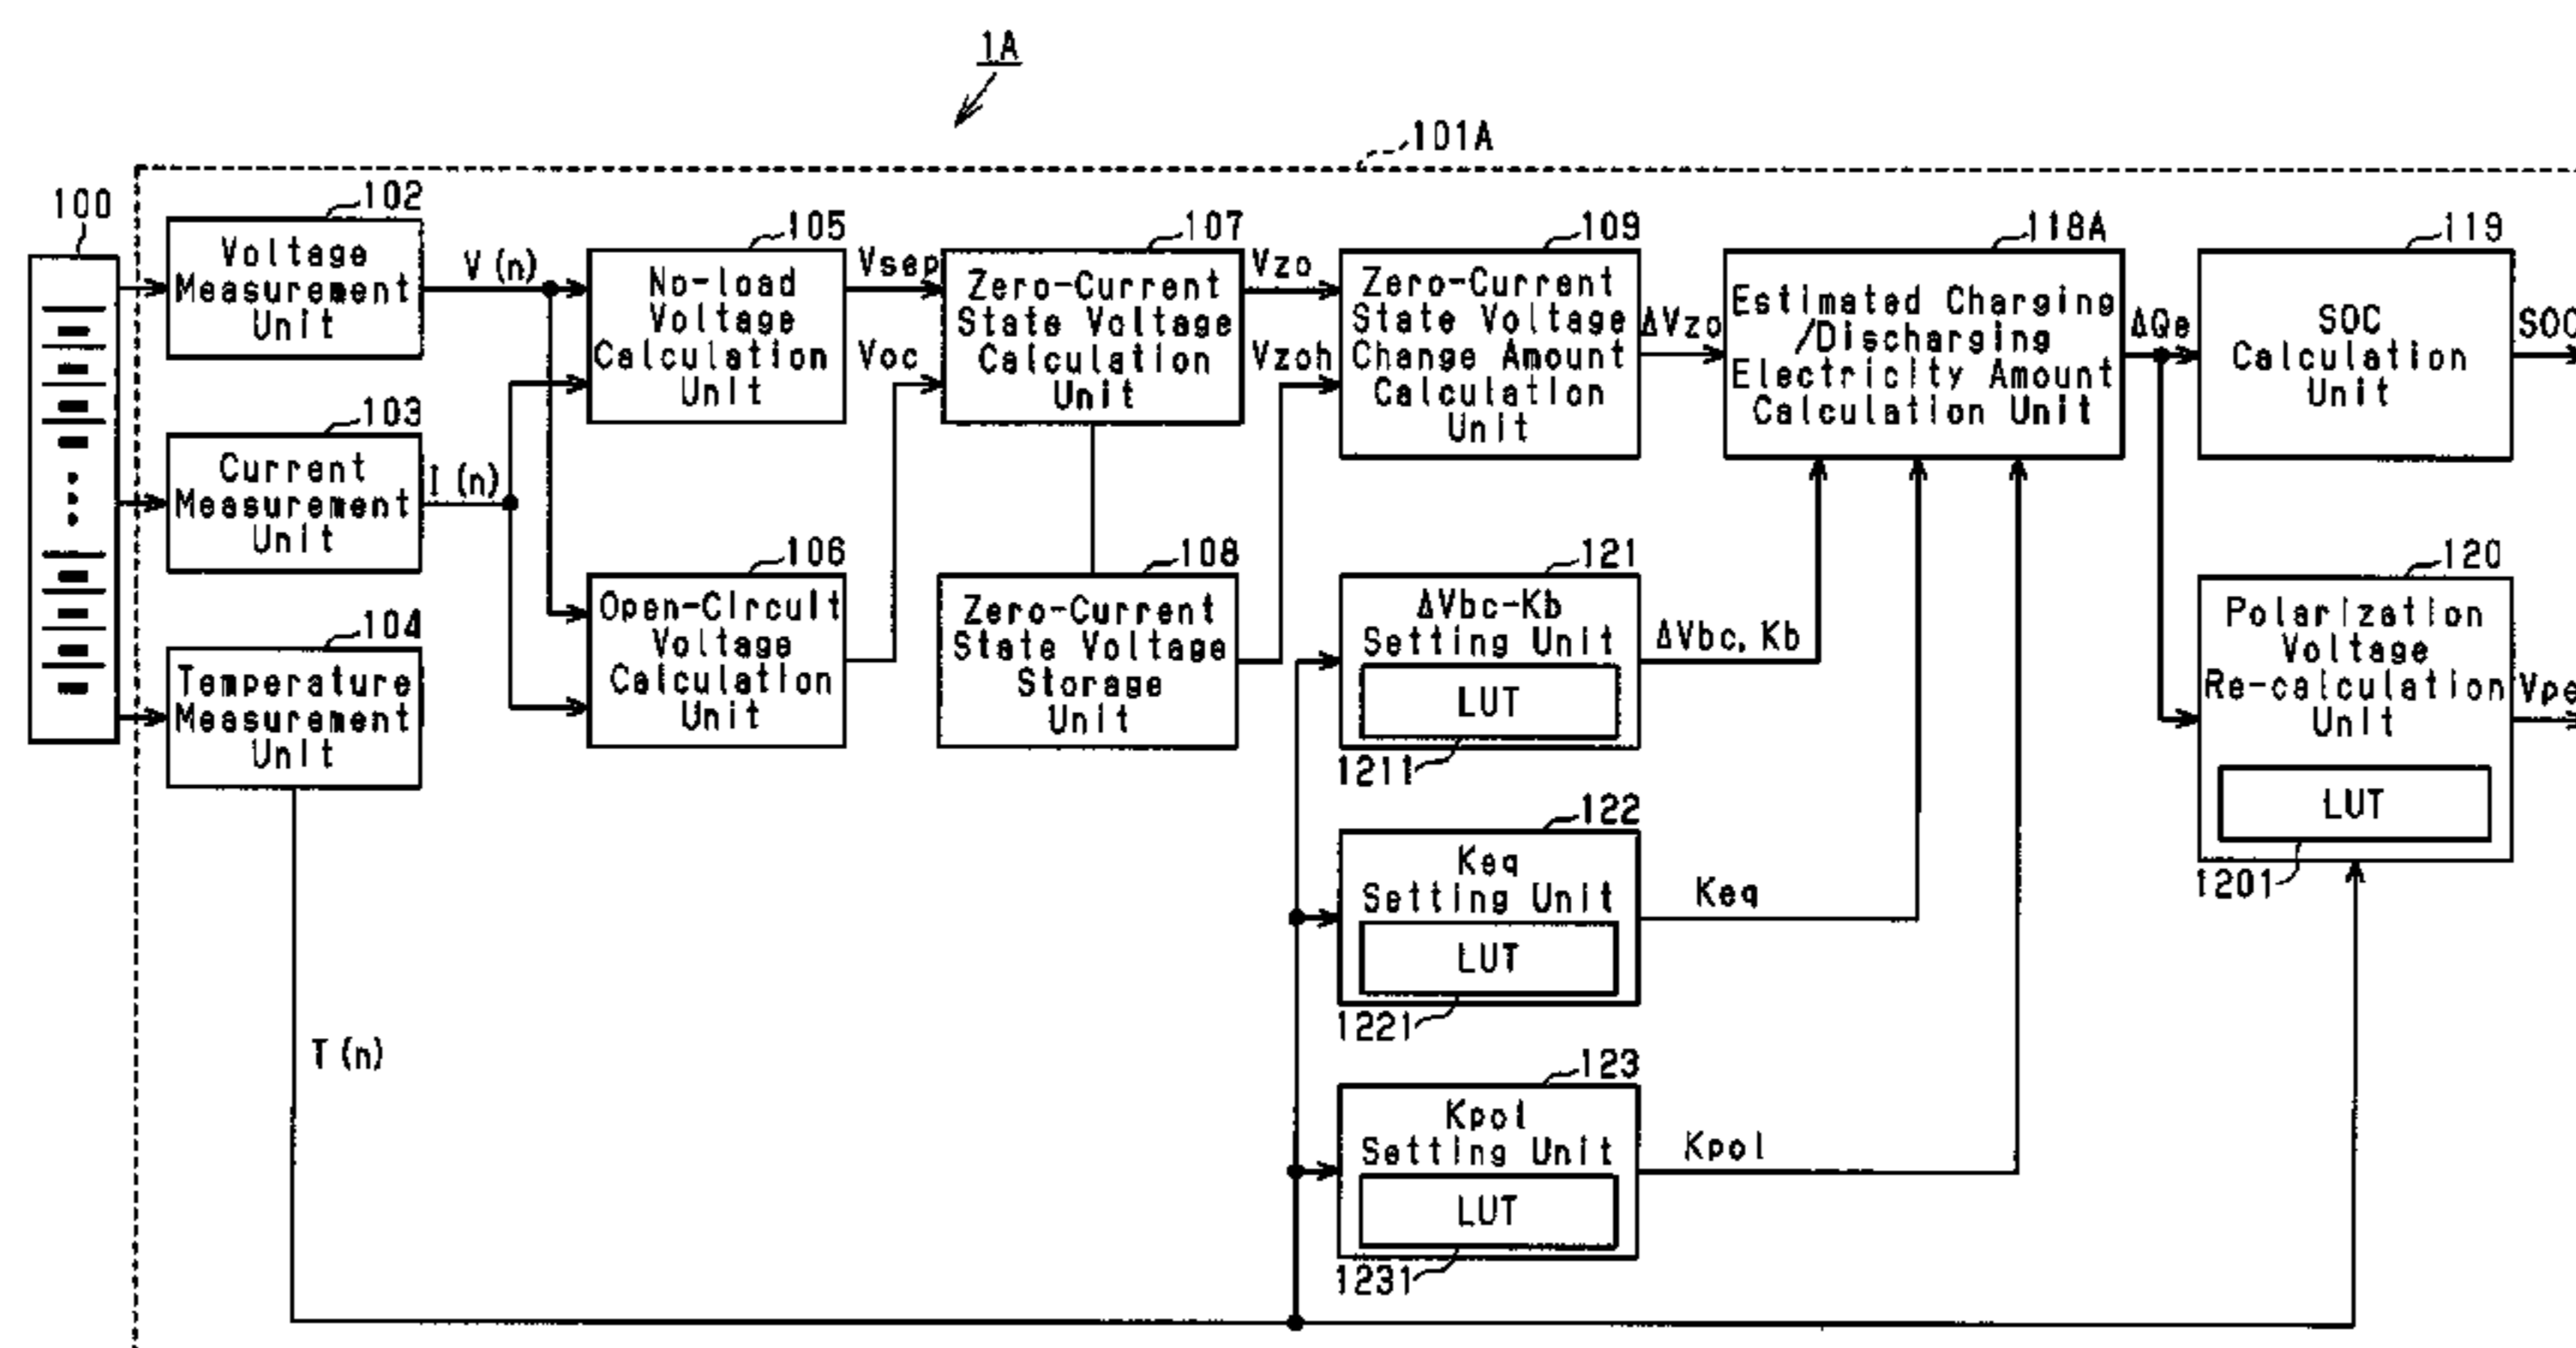 1A
101A
100
102
Voltage
Measurement
Unit
V(n)
103
Current
Measurement
Unit
I(n)
104
Temperature
Measurement
Unit
T(n)
105
No-load
Voltage
Calculation
Unit
Vsep
Voc
106
Open-Circuit
Voltage
Calculation
Unit
107
Zero-Current
State Voltage
Calculation
Unit
Vzo
Vzoh
108
Zero-Current
State Voltage
Storage
Unit
109
Zero-Current
State Voltage
Change Amount
Calculation
Unit
ΔVzo
121
ΔVbc-Kb
Setting Unit
LUT
1211
ΔVbc, Kb
122
Keq
Setting Unit
LUT
1221
Keq
123
Kpol
Setting Unit
LUT
1231
Kpol
118A
Estimated Charging
/Discharging
Electricity Amount
Calculation Unit
ΔQe
119
SOC
Calculation
Unit
SOC
120
Polarization
Voltage
Re-calculation
Unit
LUT
1201
Vpe